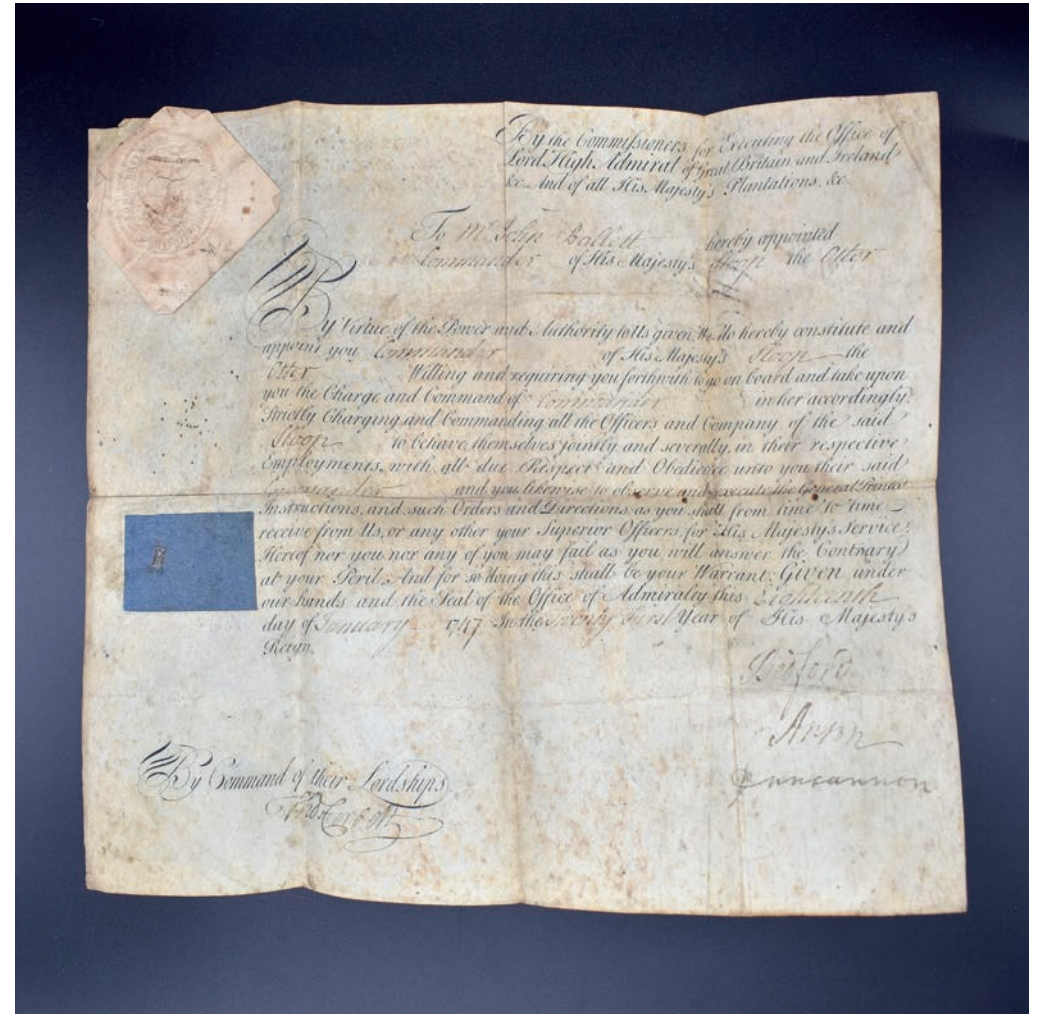 By the Commissioners for Executing the Office of
Lord High Admiral of Great Britain and Ireland
&c. And of all His Majesty's Plantations. &c.
To Mr. John Ballett hereby appointed
Commander of His Majesty's Sloop the Otter
By Virtue of the Power and Authority to Us given, We do hereby constitute and
appoint you Commander of His Majesty's Sloop the
Otter Willing and requiring you forthwith to go on board and take upon
you the Charge and Command of Commander in her accordingly.
Strictly Charging and Commanding all the Officers and Company of the said
Sloop to behave themselves jointly and severally, in their respective
Employments, with all due Respect and Obedience unto you their said
Commander and you likewise to observe and execute the General Printed
Instructions, and such Orders and Directions as you shall from time to time
receive from Us, or any other your Superior Officers for His Majesty's Service.
Hereof nor you nor any of you may fail as you will answer the Contrary
at your Peril. And for so doing this shall be your Warrant. Given under
our hands and the Seal of the Office of Admiralty this Eighteenth
day of January 1747 In the Twenty First Year of His Majesty's
Reign.
Bedford
Anson
Duncannon
By Command of their Lordships
Thos Corbett